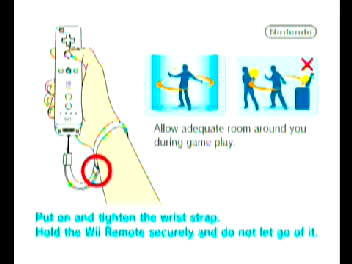 Nintendo
Allow adequate room around you
during game play.
Put on and tighten the wrist strap.
Hold the Wii Remote securely and do not let go of it.